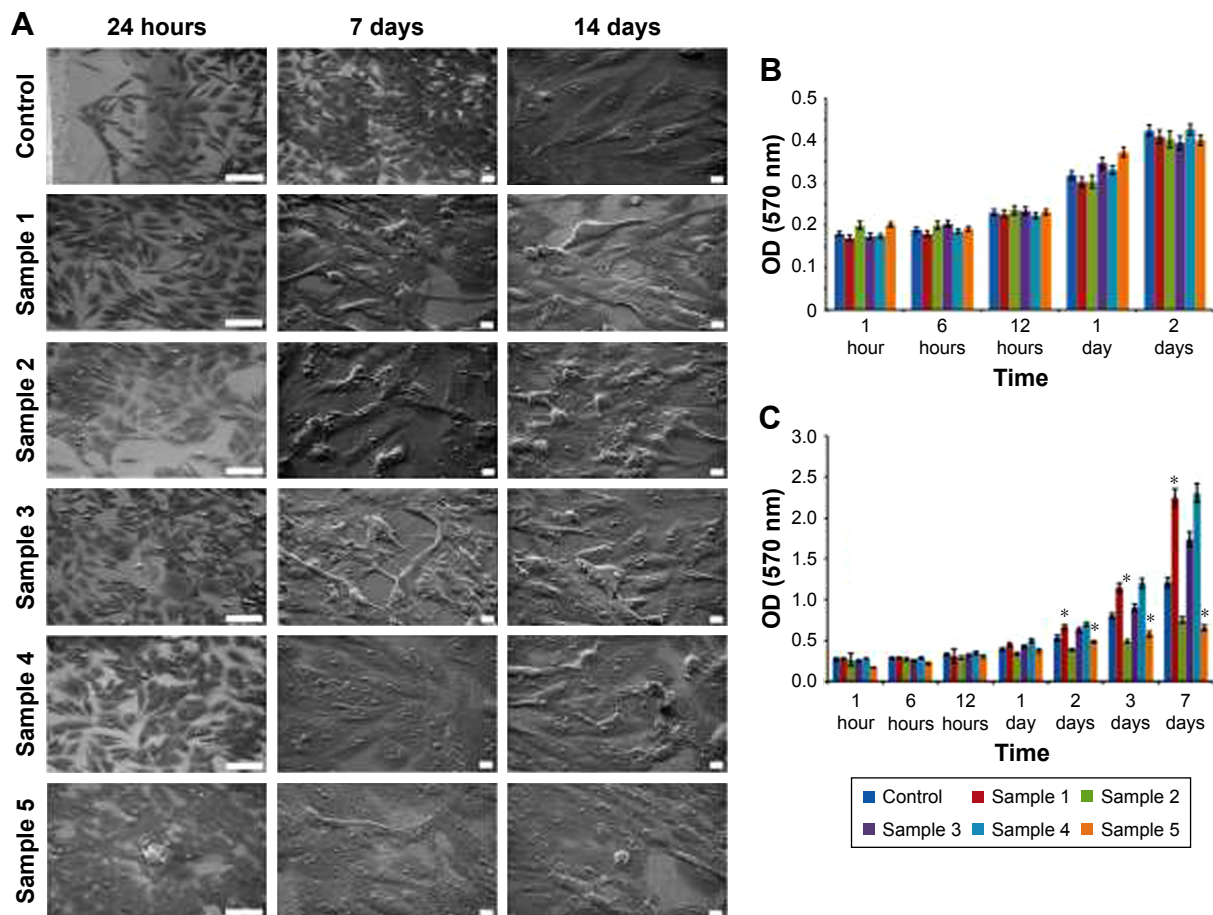 A
24 hours
7 days
14 days
Control
Sample 1
Sample 2
Sample 3
Sample 4
Sample 5
B
OD (570 nm)
0.5
0.4
0.3
0.2
0.1
0
1 hour
6 hours
12 hours
1 day
2 days
Time
C
OD (570 nm)
3.0
2.5
2.0
1.5
1.0
0.5
0.0
* * * * * *
1 hour
6 hours
12 hours
1 day
2 days
3 days
7 days
Time
Control
Sample 1
Sample 2
Sample 3
Sample 4
Sample 5